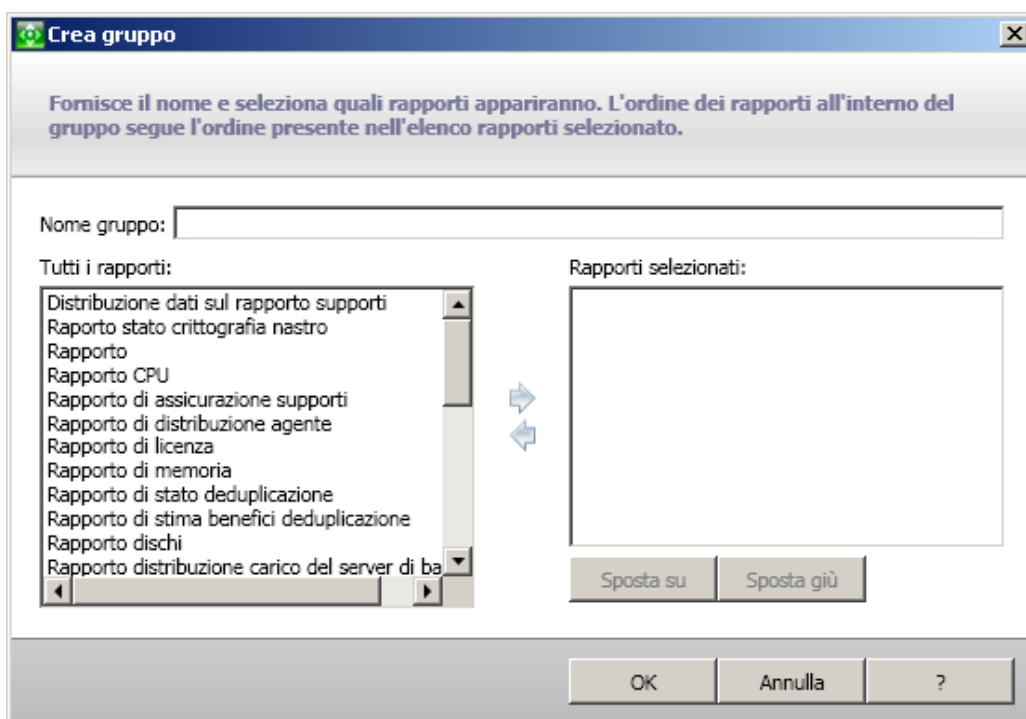 Crea gruppo
Fornisce il nome e seleziona quali rapporti appariranno. L'ordine dei rapporti all'interno del
gruppo segue l'ordine presente nell'elenco rapporti selezionato.
Nome gruppo:
Tutti i rapporti:
Distribuzione dati sul rapporto supporti
Raporto stato crittografia nastro
Rapporto
Rapporto CPU
Rapporto di assicurazione supporti
Rapporto di distribuzione agente
Rapporto di licenza
Rapporto di memoria
Rapporto di stato deduplicazione
Rapporto di stima benefici deduplicazione
Rapporto dischi
Rapporto distribuzione carico del server di ba
Rapporti selezionati:
Sposta su
Sposta giù
OK
Annulla
?